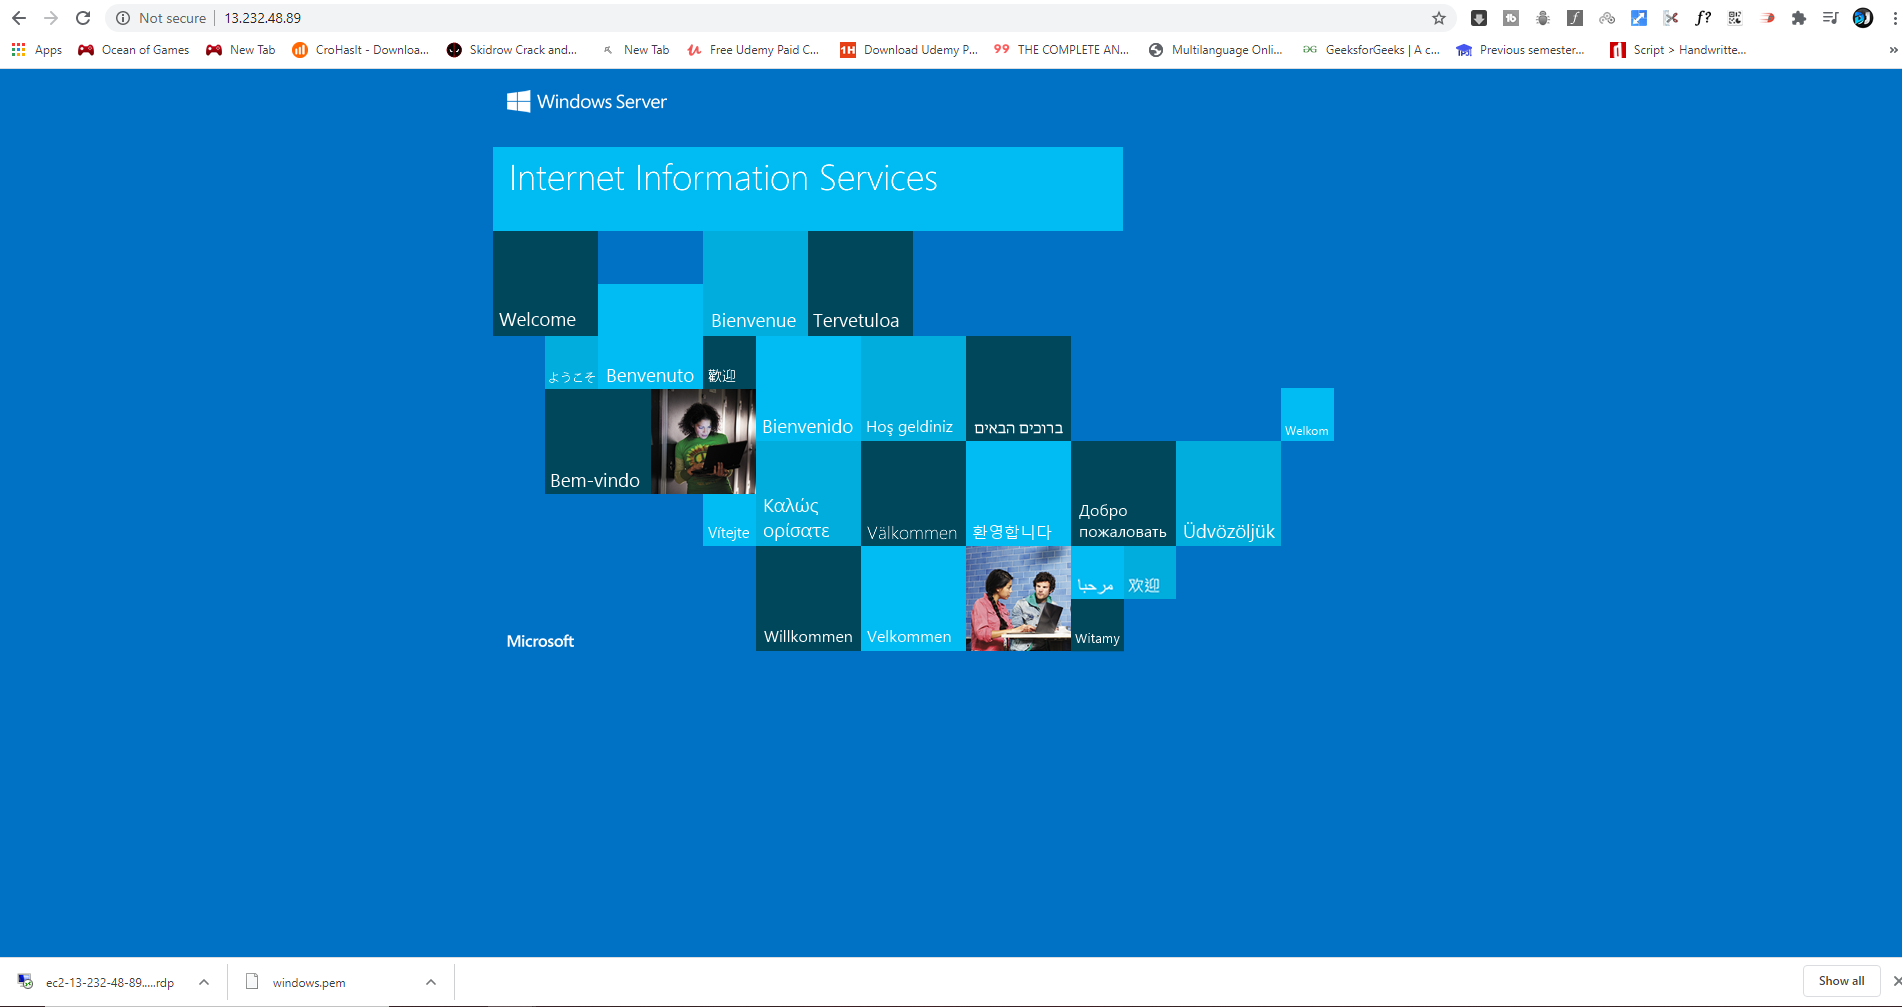 Not secure
13.232.48.89
Apps
Ocean of Games
New Tab
CroHasIt - Downloa...
Skidrow Crack and...
New Tab
Free Udemy Paid C...
1H
Download Udemy P...
99
THE COMPLETE AN...
Multilanguage Onli...
GeeksforGeeks | A c...
Previous semester...
Script > Handwritte...
Windows Server
Internet Information Services
Welcome
Bienvenue
Tervetuloa
ようこそ
Benvenuto
歡迎
Bienvenido
Hoş geldiniz
ברוכים הבאים
Welkom
Bem-vindo
Vítejte
Καλώς
ορίσατε
Välkommen
환영합니다
Добро
пожаловать
Üdvözöljük
مرحبا
欢迎
Microsoft
Willkommen
Velkommen
Witamy
ec2-13-232-48-89.....rdp
windows.pem
Show all